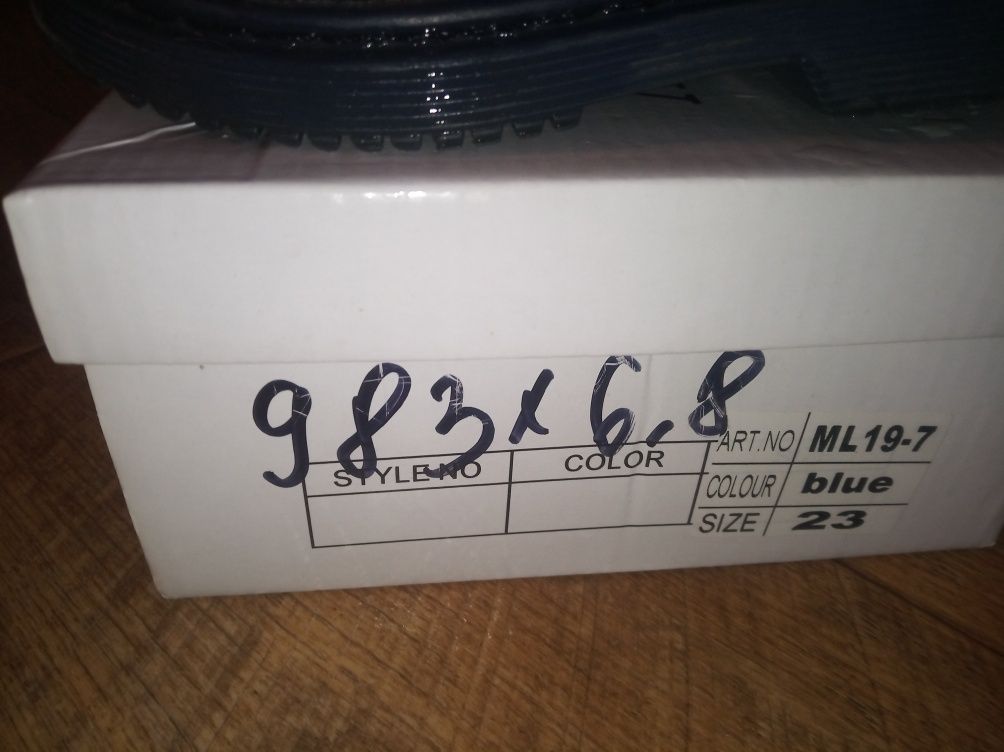 983x6,8
STYLE NO COLOR
ART.NO ML19-7
COLOUR blue
SIZE 23